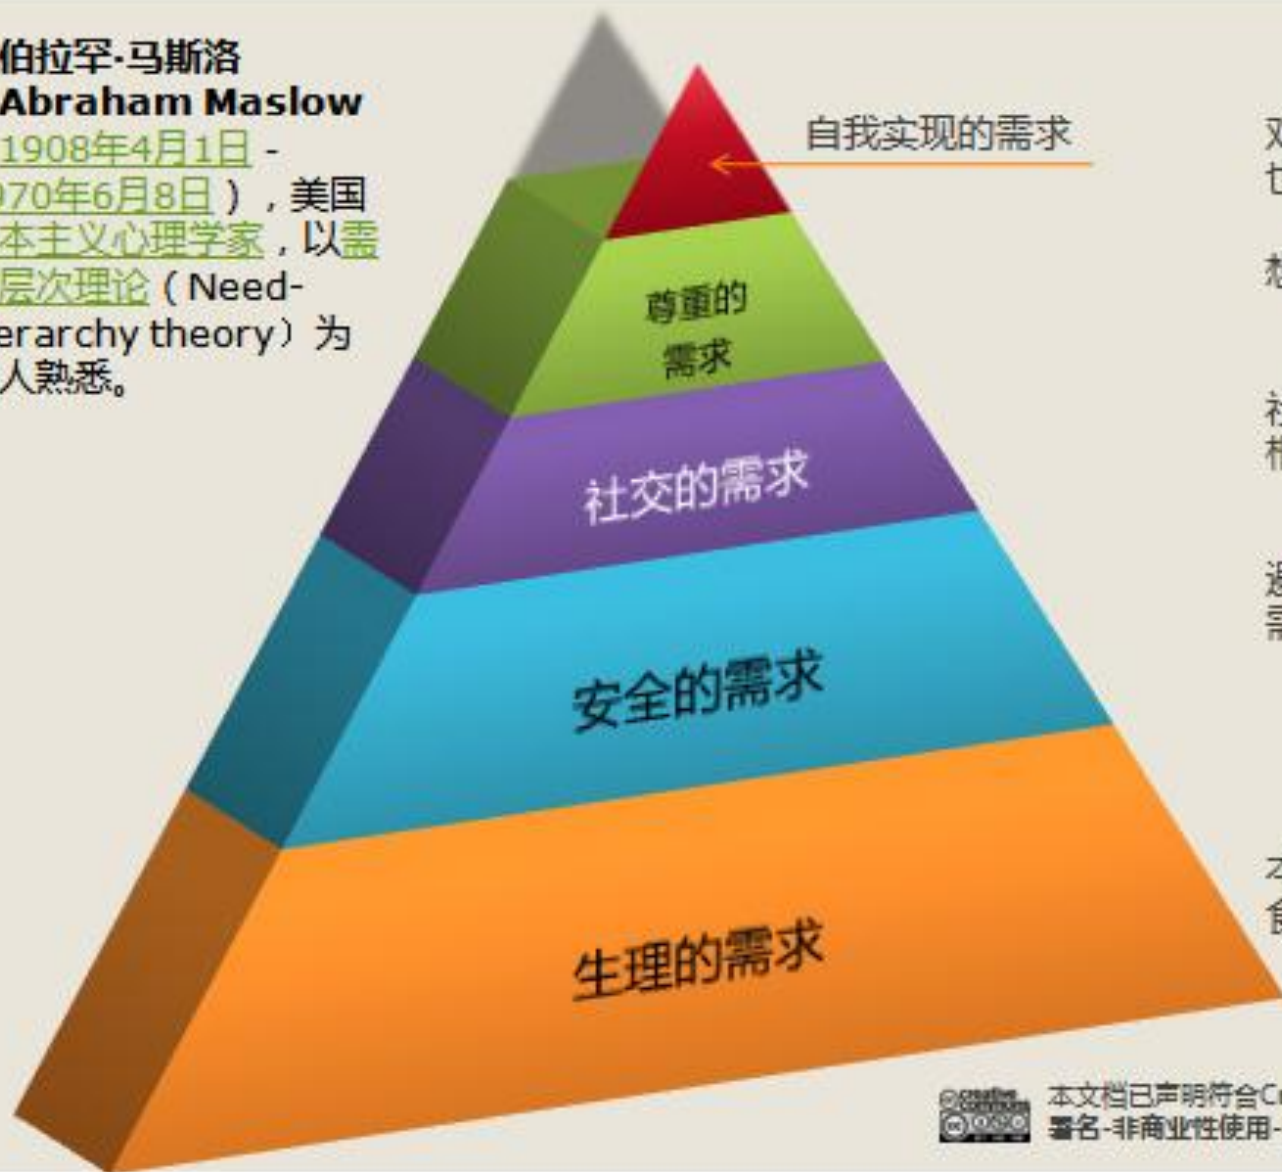 伯拉罕·马斯洛
Abraham Maslow
1908年4月1日 -
970年6月8日），美国
本主义心理学家，以需
层次理论（Need-
erarchy theory）为
人熟悉。
自我实现的需求
尊重的
需求
社交的需求
安全的需求
生理的需求
creative commons
本文档已声明符合Cr
署名-非商业性使用-